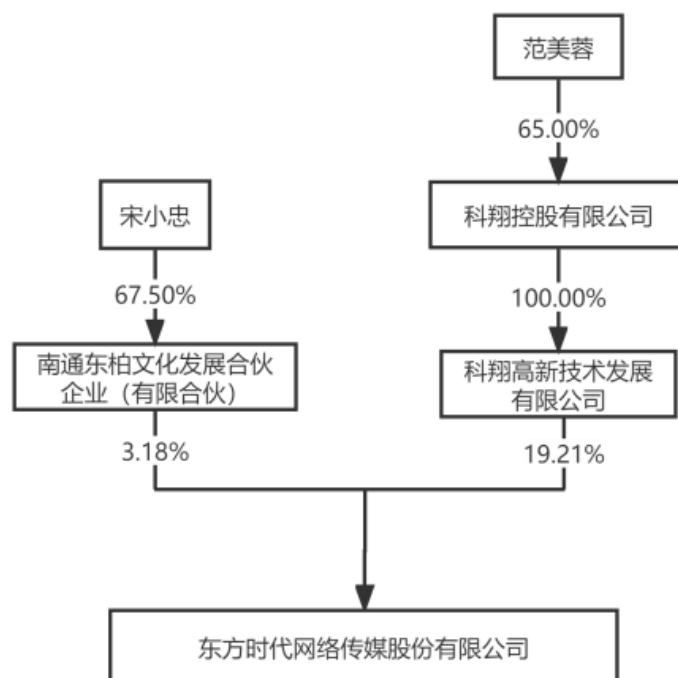 范美蓉
65.00%
宋小忠
科翔控股有限公司
67.50%
100.00%
南通东柏文化发展合伙
企业（有限合伙）
科翔高新技术发展
有限公司
3.18%
19.21%
东方时代网络传媒股份有限公司